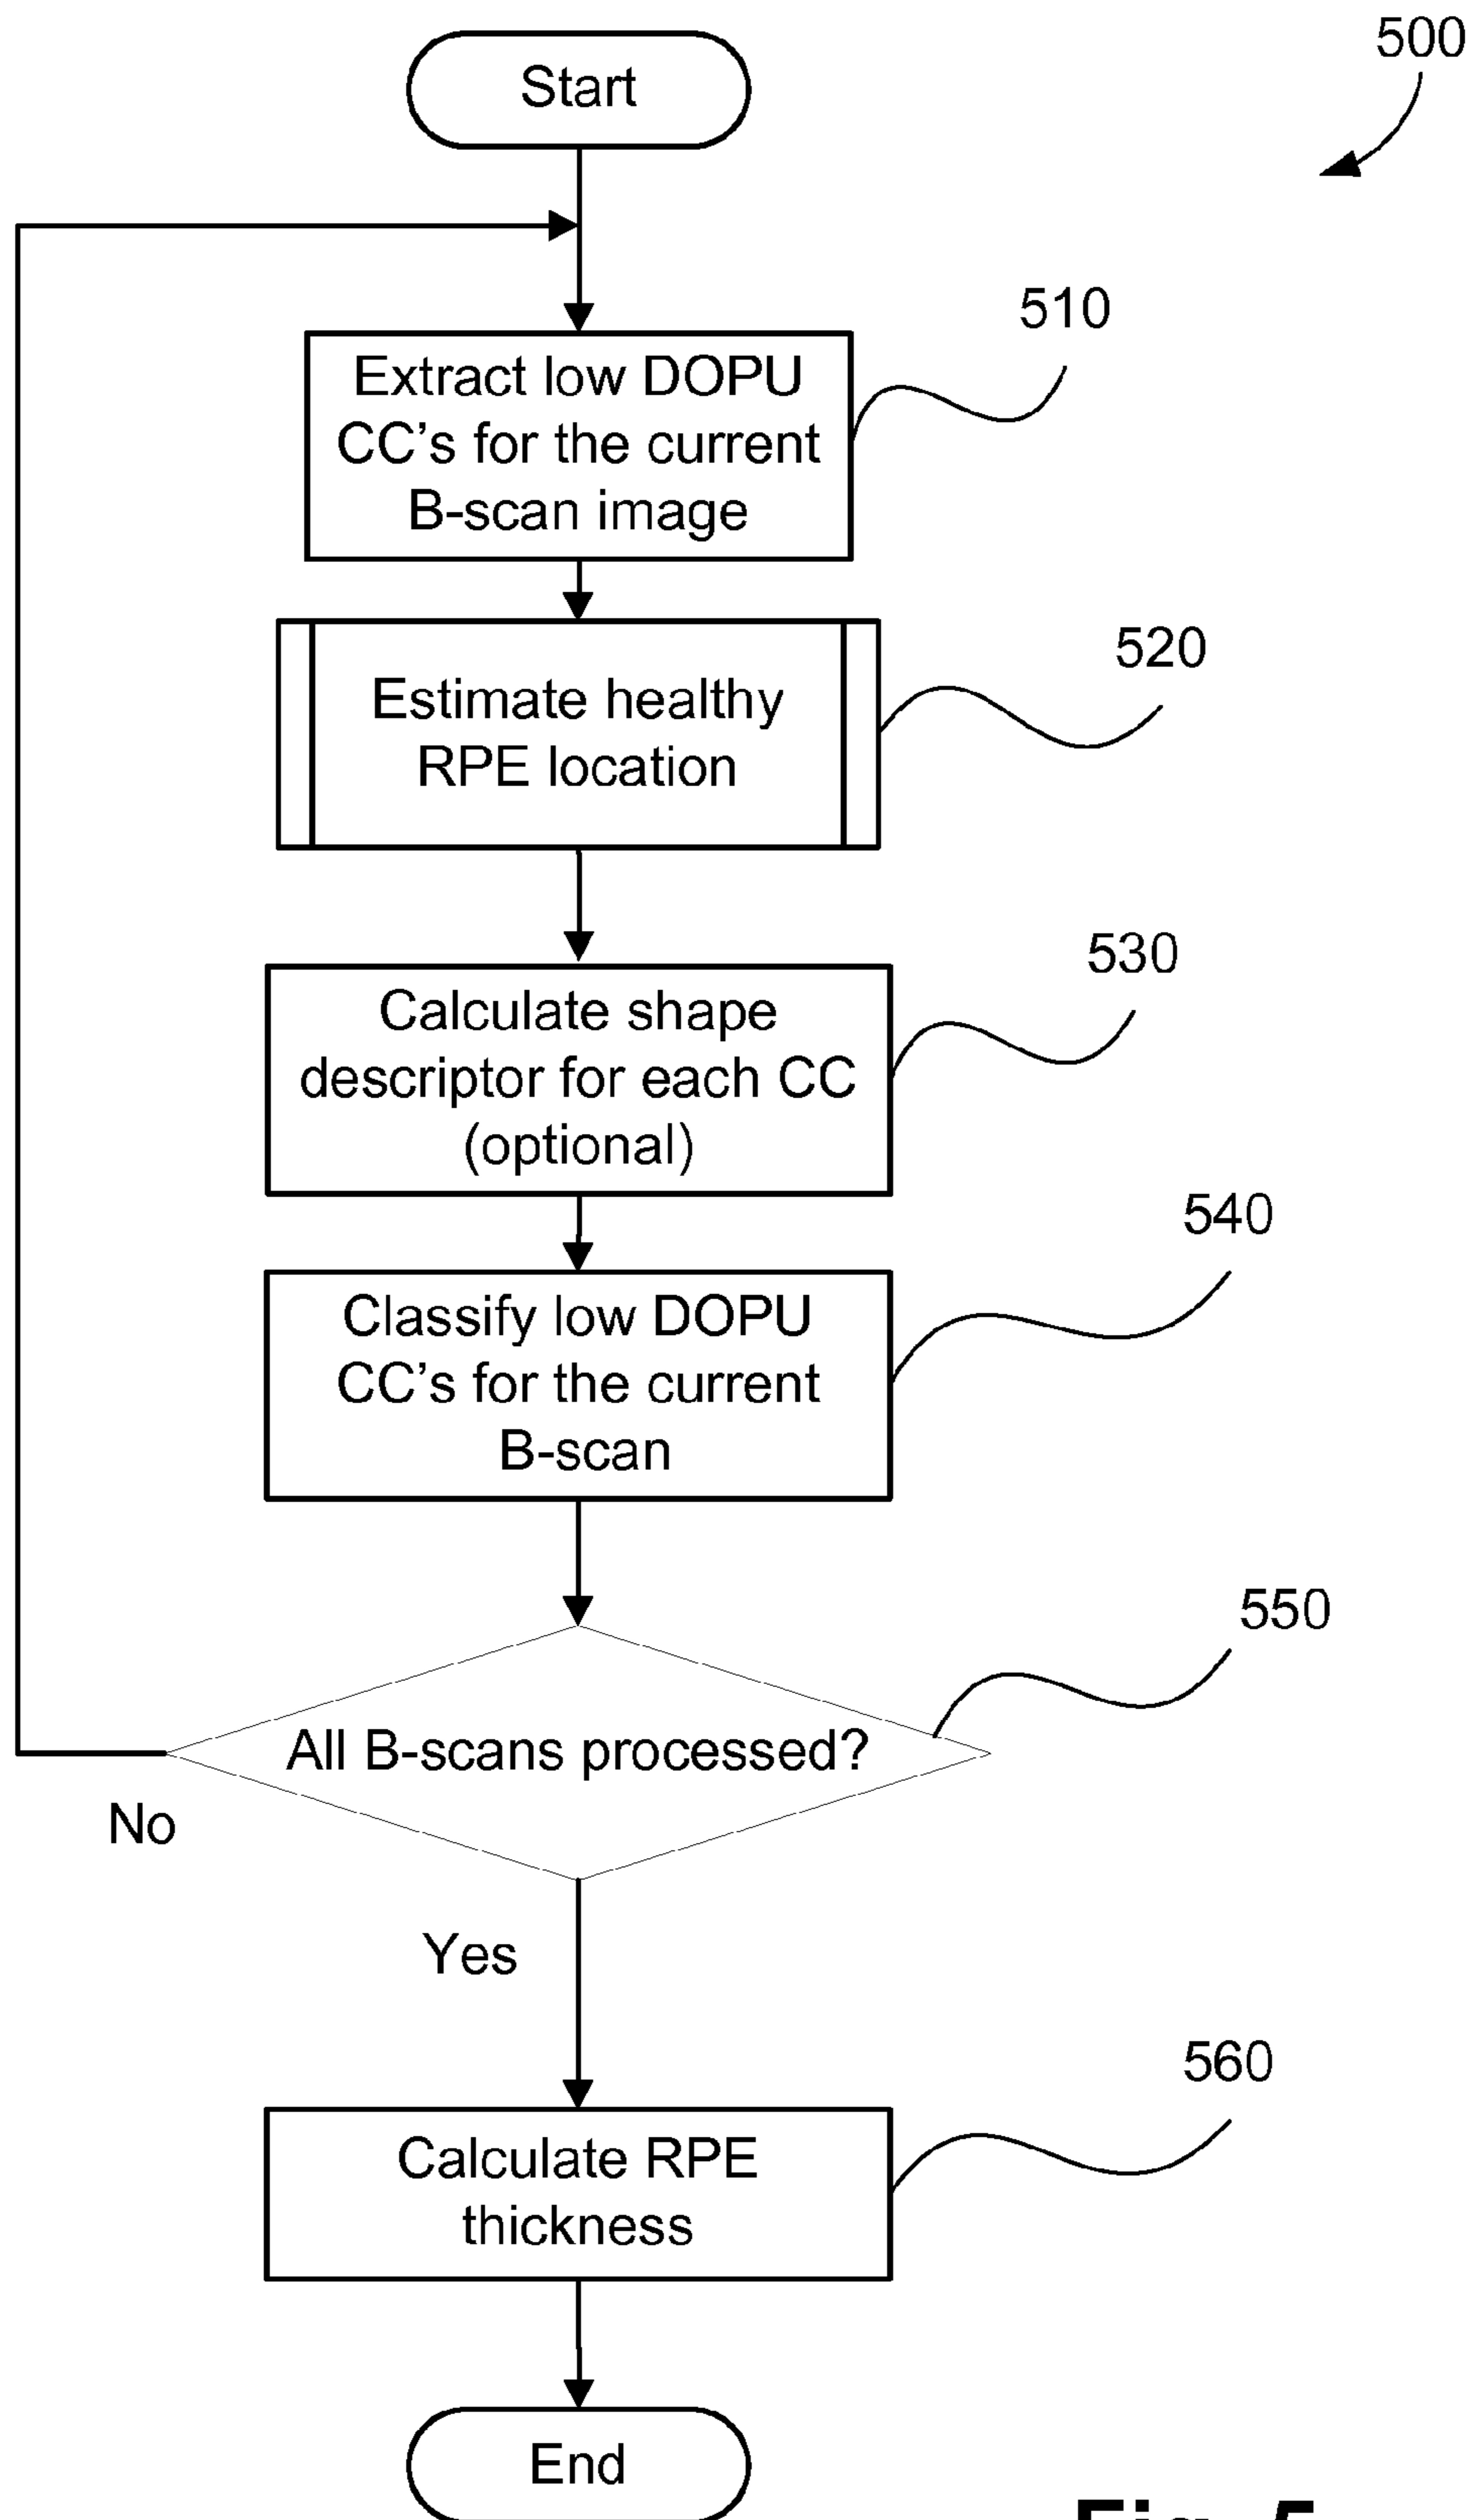 500
Start
510
Extract low DOPU
CC's for the current
B-scan image
520
Estimate healthy
RPE location
530
Calculate shape
descriptor for each CC
(optional)
540
Classify low DOPU
CC's for the current
B-scan
550
All B-scans processed?
No
Yes
560
Calculate RPE
thickness
End